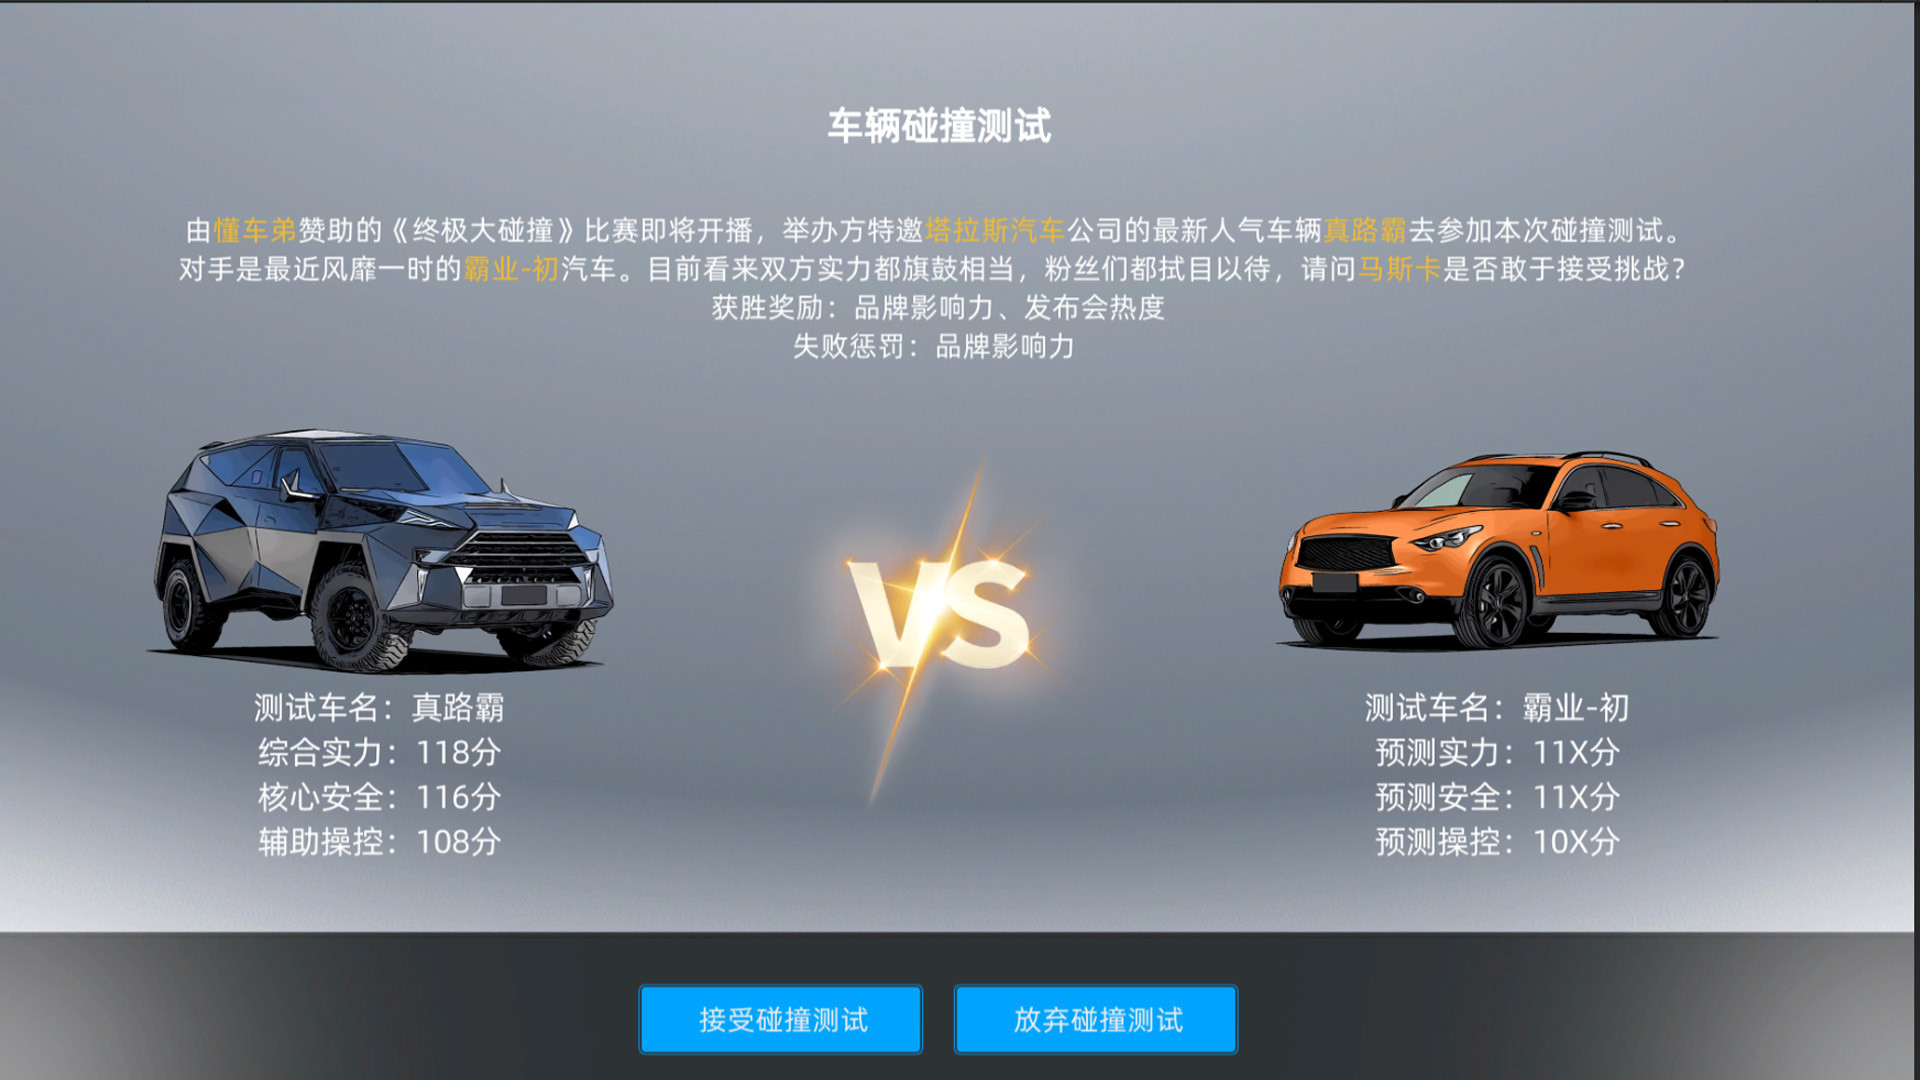 车辆碰撞测试
由懂车弟赞助的《终极大碰撞》比赛即将开播，举办方特邀塔拉斯汽车公司的最新人气车辆真路霸去参加本次碰撞测试。
对手是最近风靡一时的霸业-初汽车。目前看来双方实力都旗鼓相当，粉丝们都拭目以待，请问马斯卡是否敢于接受挑战？
获胜奖励：品牌影响力、发布会热度
失败惩罚：品牌影响力
VS
测试车名：真路霸
综合实力：118分
核心安全：116分
辅助操控：108分
测试车名：霸业-初
预测实力：11X分
预测安全：11X分
预测操控：10X分
接受碰撞测试
放弃碰撞测试